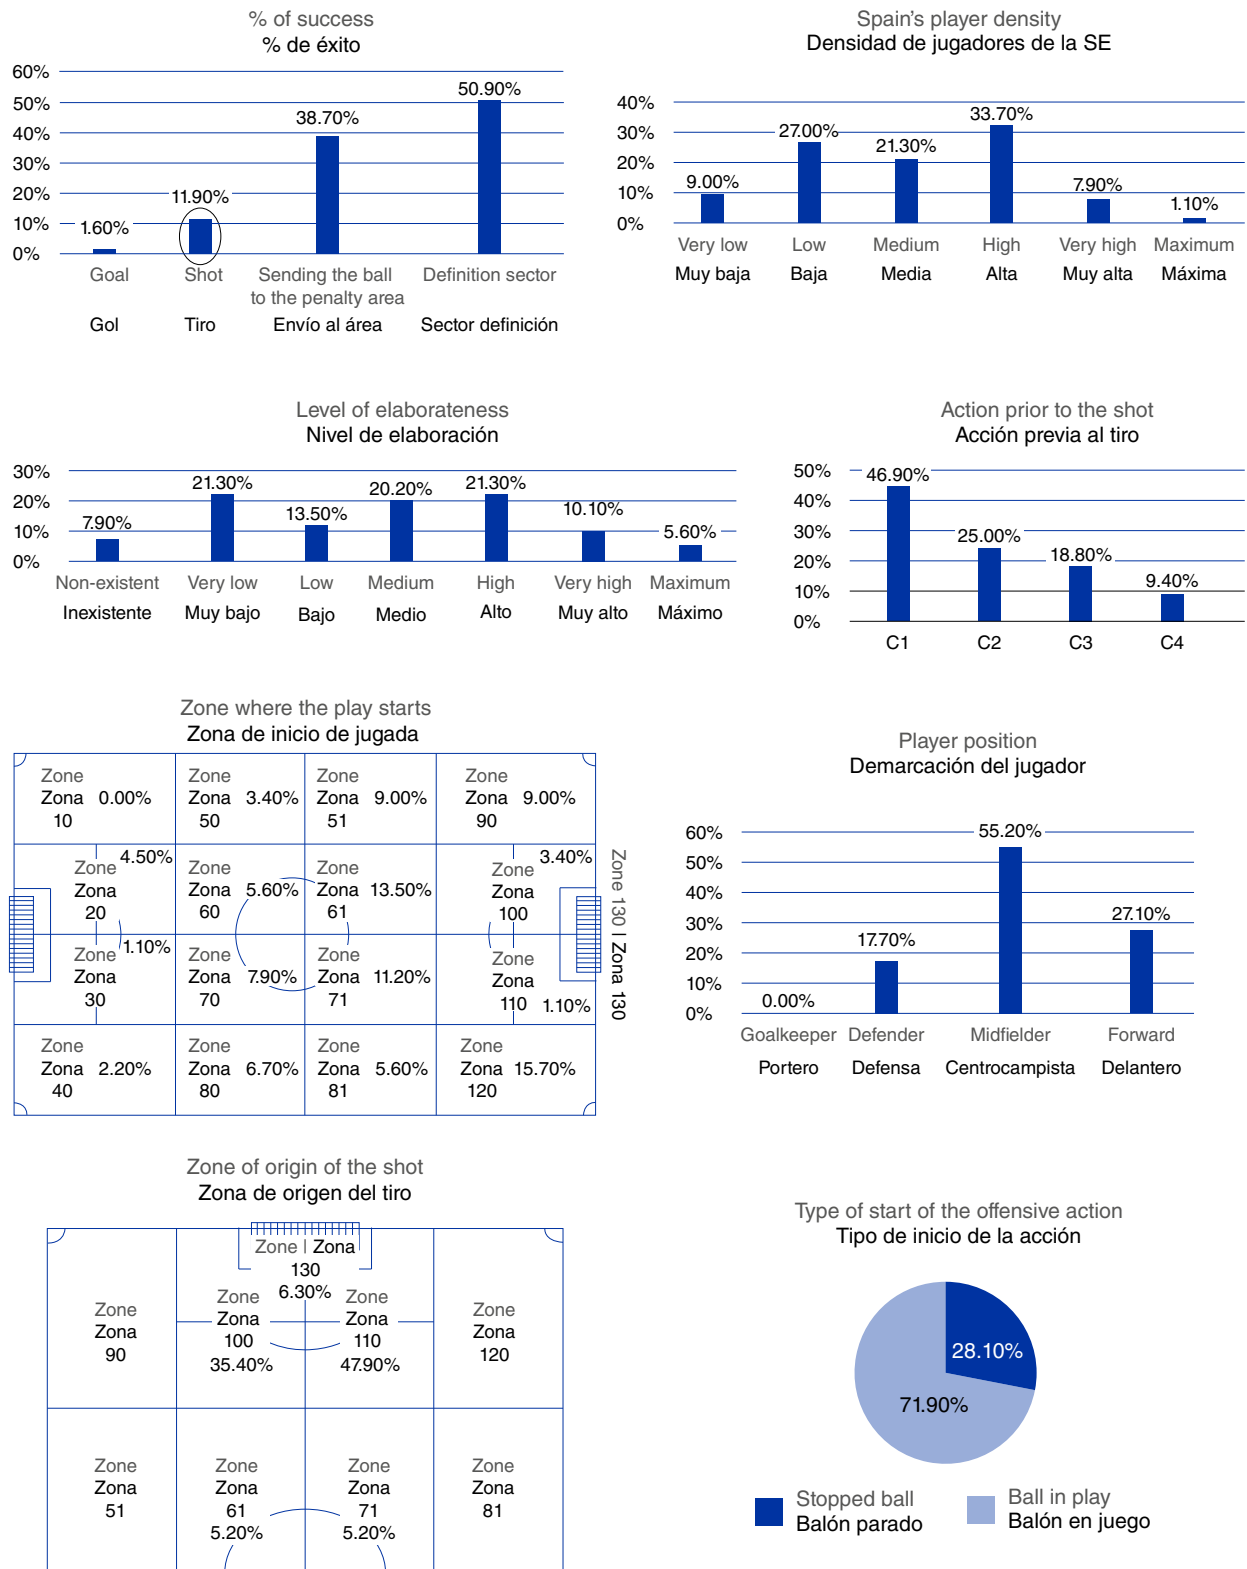 % of success
% de éxito
60%
50%
40%
30%
20%
10%
0%
1.60%
11.90%
38.70%
50.90%
Goal
Shot
Sending the ball
to the penalty area
Definition sector
Gol
Tiro
Envío al área
Sector definición
Spain's player density
Densidad de jugadores de la SE
40%
30%
20%
10%
0%
9.00%
27.00%
21.30%
33.70%
7.90%
1.10%
Very low
Low
Medium
High
Very high
Maximum
Muy baja
Baja
Media
Alta
Muy alta
Máxima
Level of elaborateness
Nivel de elaboración
30%
20%
10%
0%
7.90%
21.30%
13.50%
20.20%
21.30%
10.10%
5.60%
Non-existent
Very low
Low
Medium
High
Very high
Maximum
Inexistente
Muy bajo
Bajo
Medio
Alto
Muy alto
Máximo
Action prior to the shot
Acción previa al tiro
50%
40%
30%
20%
10%
0%
46.90%
25.00%
18.80%
9.40%
C1
C2
C3
C4
Zone where the play starts
Zona de inicio de jugada
Zone
Zona
10
0.00%
Zone
Zona
50
3.40%
Zone
Zona
51
9.00%
Zone
Zona
90
9.00%
Zone
Zona
20
4.50%
Zone
Zona
60
5.60%
Zone
Zona
61
13.50%
Zone
Zona
100
3.40%
Zone
Zona
30
1.10%
Zone
Zona
70
7.90%
Zone
Zona
71
11.20%
Zone
Zona
110
1.10%
Zone
Zona
40
2.20%
Zone
Zona
80
6.70%
Zone
Zona
81
5.60%
Zone
Zona
120
15.70%
Zone 130 | Zona 130
Player position
Demarcación del jugador
60%
50%
40%
30%
20%
10%
0%
0.00%
17.70%
55.20%
27.10%
Goalkeeper
Defender
Midfielder
Forward
Portero
Defensa
Centrocampista
Delantero
Zone of origin of the shot
Zona de origen del tiro
Zone | Zona
130
6.30%
Zone
Zona
90
Zone
Zona
100
35.40%
Zone
Zona
110
47.90%
Zone
Zona
120
Zone
Zona
51
Zone
Zona
61
5.20%
Zone
Zona
71
5.20%
Zone
Zona
81
Type of start of the offensive action
Tipo de inicio de la acción
28.10%
71.90%
Stopped ball
Balón parado
Ball in play
Balón en juego